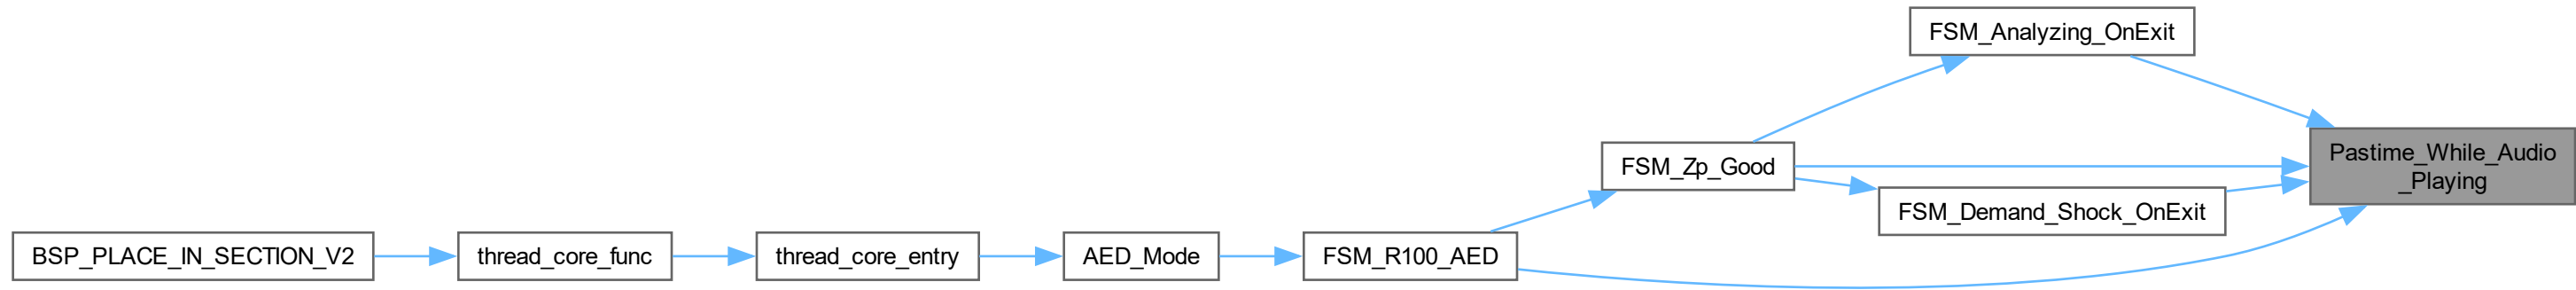 FSM_Analyzing_OnExit
Pastime_While_Audio
_Playing
FSM_Zp_Good
FSM_Demand_Shock_OnExit
BSP_PLACE_IN_SECTION_V2
thread_core_func
thread_core_entry
AED_Mode
FSM_R100_AED